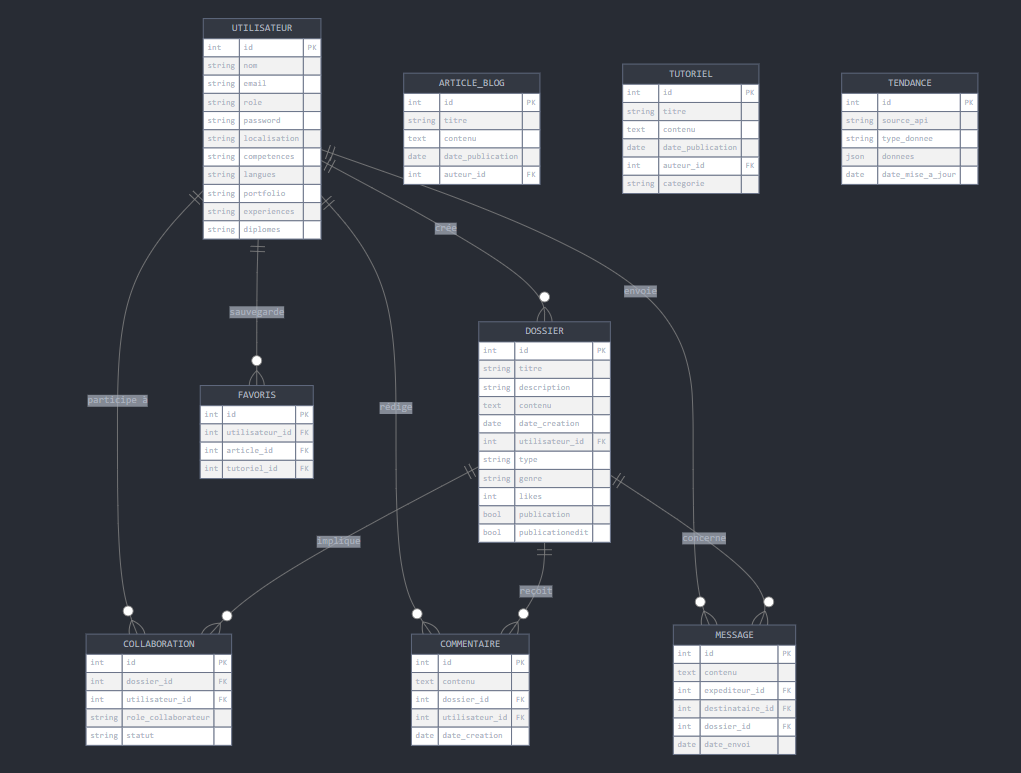 UTILISATEUR
int id PK
string nom
string email
string role
string password
string localisation
string competences
string langues
string portfolio
string experiences
string diplomes
ARTICLE_BLOG
int id PK
string titre
text contenu
date date_publication
int auteur_id FK
TUTORIEL
int id PK
string titre
text contenu
date date_publication
int auteur_id FK
string categorie
TENDANCE
int id PK
string source_api
string type_donnee
json donnees
date date_mise_a_jour
crée
envoie
sauvegarde
participe à
rédige
FAVORIS
int id PK
int utilisateur_id FK
int article_id FK
int tutoriel_id FK
DOSSIER
int id PK
string titre
string description
text contenu
date date_creation
int utilisateur_id FK
string type
string genre
int likes
bool publication
bool publicationedit
implique
concerne
reçoit
COLLABORATION
int id PK
int dossier_id FK
int utilisateur_id FK
string role_collaborateur
string statut
COMMENTAIRE
int id PK
text contenu
int dossier_id FK
int utilisateur_id FK
date date_creation
MESSAGE
int id PK
text contenu
int expediteur_id FK
int destinataire_id FK
int dossier_id FK
date date_envoi